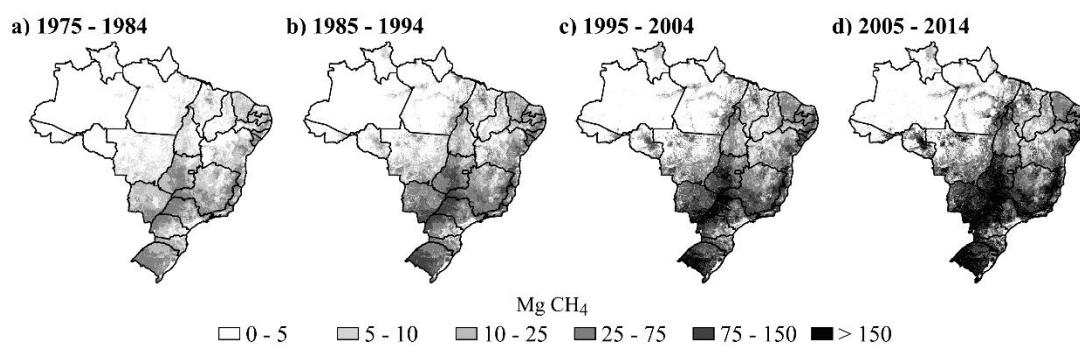 a) 1975 - 1984 b) 1985 - 1994 c) 1995 - 2004 d) 2005 - 2014
Mg CH₄
0 - 5 5 - 10 10 - 25 25 - 75 75 - 150 > 150